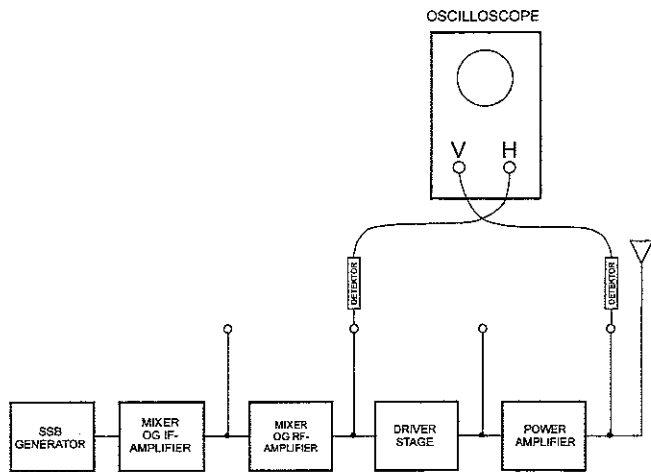 OSCILLOSCOPE
V H
DETEKTOR
DETEKTOR
SSB
GENERATOR
MIXER
OG IF-
AMPLIFIER
MIXER
OG RF-
AMPLIFIER
DRIVER
STAGE
POWER
AMPLIFIER